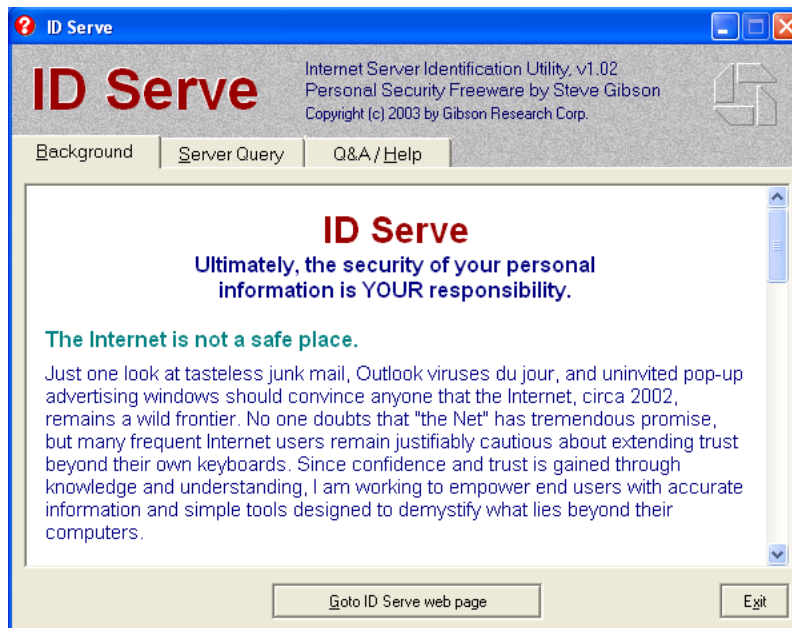 ID Serve
ID Serve
Internet Server Identification Utility, v1.02
Personal Security Freeware by Steve Gibson
Copyright (c) 2003 by Gibson Research Corp.
Background
Server Query
Q&A / Help
ID Serve
Ultimately, the security of your personal
information is YOUR responsibility.
The Internet is not a safe place.
Just one look at tasteless junk mail, Outlook viruses du jour, and uninvited pop-up
advertising windows should convince anyone that the Internet, circa 2002,
remains a wild frontier. No one doubts that "the Net" has tremendous promise,
but many frequent Internet users remain justifiably cautious about extending trust
beyond their own keyboards. Since confidence and trust is gained through
knowledge and understanding, I am working to empower end users with accurate
information and simple tools designed to demystify what lies beyond their
computers.
Goto ID Serve web page
Exit